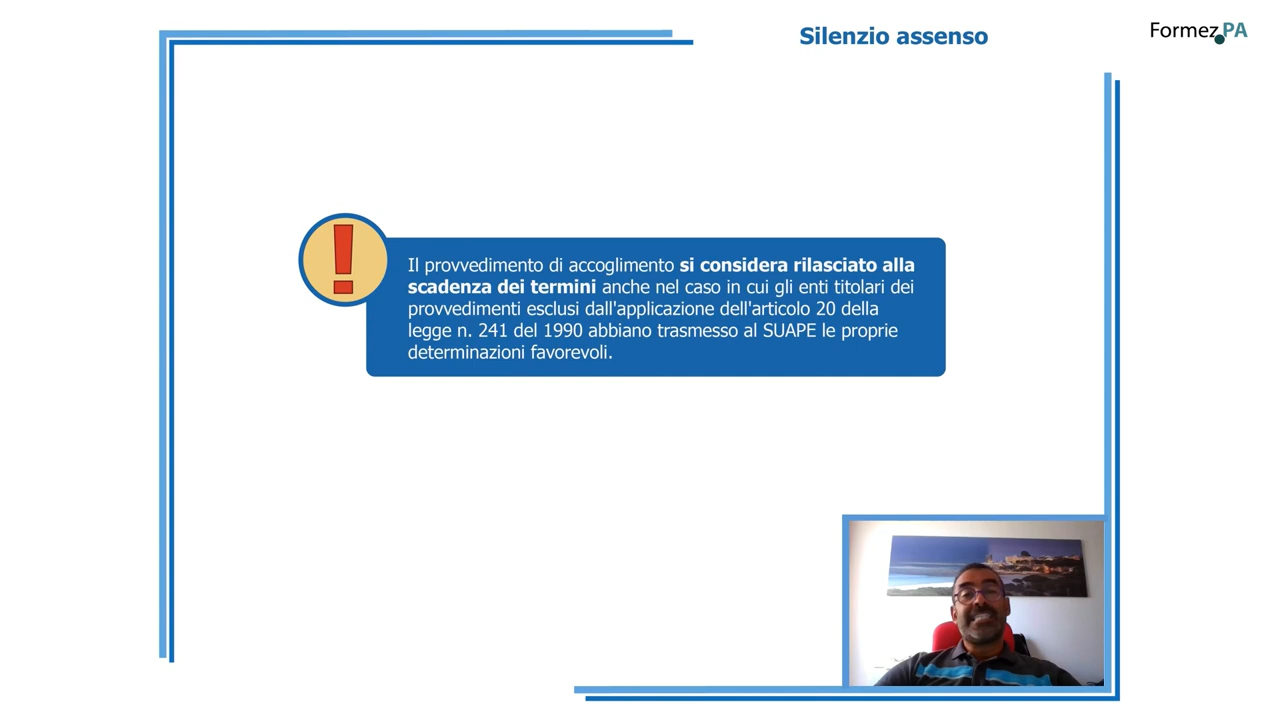 Silenzio assenso
Formez PA
Il provvedimento di accoglimento si considera rilasciato alla
scadenza dei termini anche nel caso in cui gli enti titolari dei
provvedimenti esclusi dall'applicazione dell'articolo 20 della
legge n. 241 del 1990 abbiano trasmesso al SUAPE le proprie
determinazioni favorevoli.